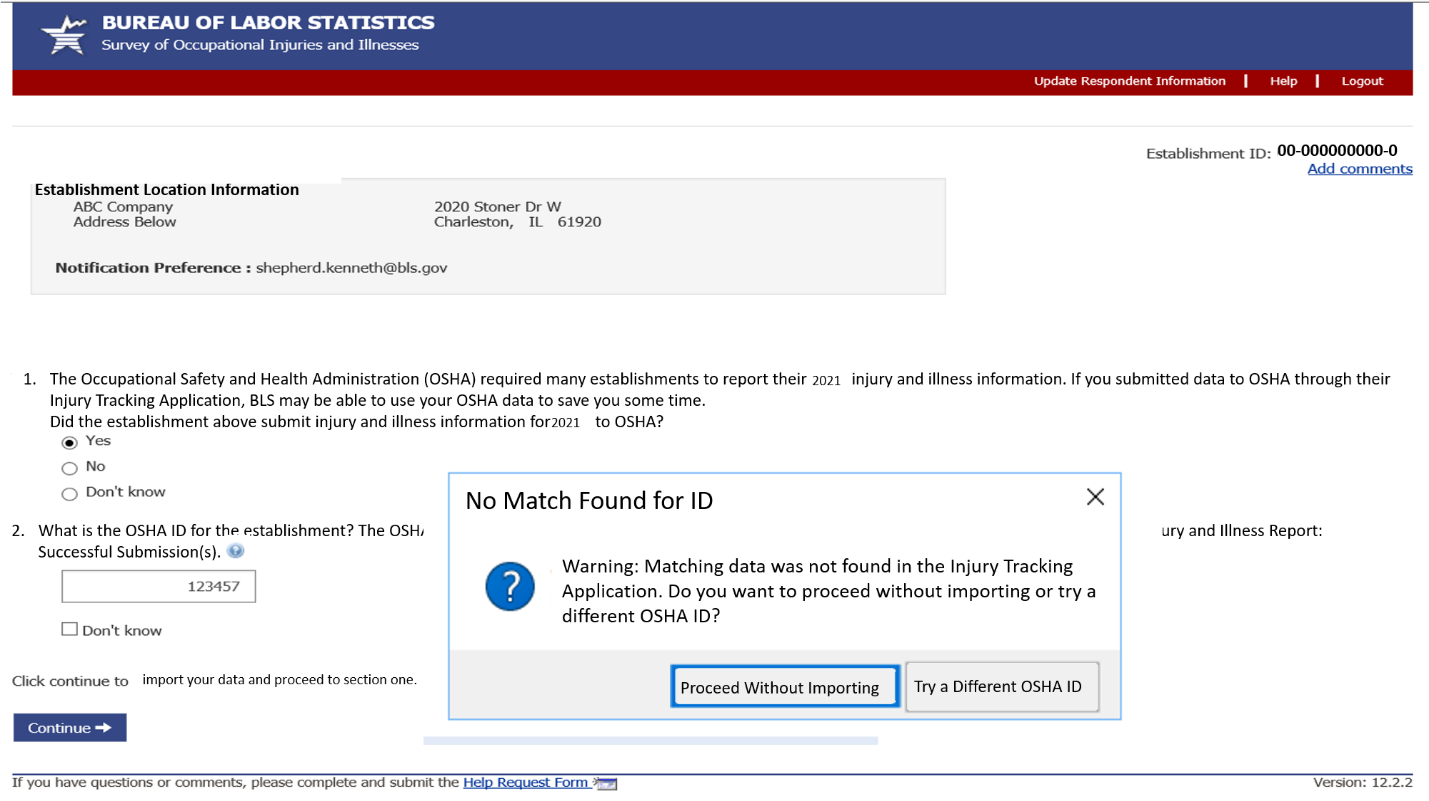 BUREAU OF LABOR STATISTICS
Survey of Occupational Injuries and Illnesses
Update Respondent Information | Help | Logout
Establishment ID: 00-000000000-0
Add comments
Establishment Location Information
ABC Company 2020 Stoner Dr W
Address Below Charleston, IL 61920
Notification Preference : shepherd.kenneth@bls.gov
1. The Occupational Safety and Health Administration (OSHA) required many establishments to report their 2021 injury and illness information. If you submitted data to OSHA through their
Injury Tracking Application, BLS may be able to use your OSHA data to save you some time.
Did the establishment above submit injury and illness information for2021 to OSHA?
Yes
No
Don't know
2. What is the OSHA ID for the establishment? The OSHA
ury and Illness Report:
Successful Submission(s). ?
123457
Don't know
No Match Found for ID
Warning: Matching data was not found in the Injury Tracking
Application. Do you want to proceed without importing or try a
different OSHA ID?
Proceed Without Importing Try a Different OSHA ID
Click continue to import your data and proceed to section one.
Continue
If you have questions or comments, please complete and submit the Help Request Form
Version: 12.2.2